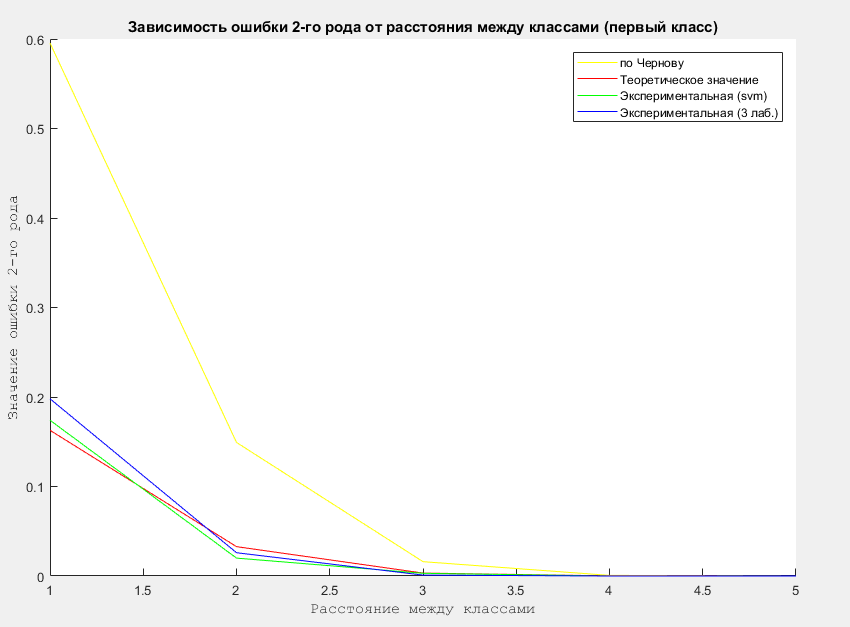 Зависимость ошибки 2-го рода от расстояния между классами (первый класс)
по Чернову
Теоретическое значение
Экспериментальная (svm)
Экспериментальная (3 лаб.)
Значение ошибки 2-го рода
0.6
0.5
0.4
0.3
0.2
0.1
0
1
1.5
2
2.5
3
3.5
4
4.5
5
Расстояние между классами